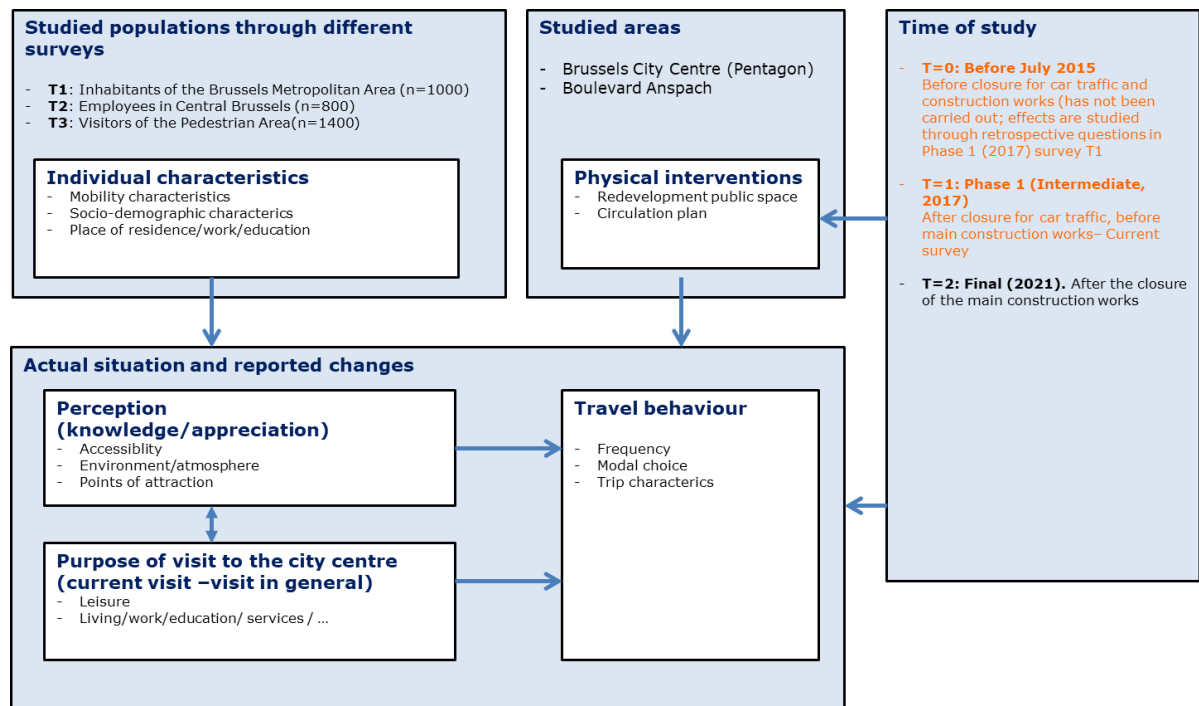 Studied populations through different
surveys
- T1: Inhabitants of the Brussels Metropolitan Area (n=1000)
- T2: Employees in Central Brussels (n=800)
- T3: Visitors of the Pedestrian Area(n=1400)
Individual characteristics
- Mobility characteristics
- Socio-demographic characterics
- Place of residence/work/education
Studied areas
- Brussels City Centre (Pentagon)
- Boulevard Anspach
Physical interventions
- Redevelopment public space
- Circulation plan
Time of study
- T=0: Before July 2015
Before closure for car traffic and
construction works (has not been
carried out; effects are studied
through retrospective questions in
Phase 1 (2017) survey T1
- T=1: Phase 1 (Intermediate,
2017)
After closure for car traffic, before
main construction works– Current
survey
- T=2: Final (2021). After the closure
of the main construction works
Actual situation and reported changes
Perception
(knowledge/appreciation)
- Accessiblity
- Environment/atmosphere
- Points of attraction
Purpose of visit to the city centre
(current visit –visit in general)
- Leisure
- Living/work/education/ services / …
Travel behaviour
- Frequency
- Modal choice
- Trip characterics